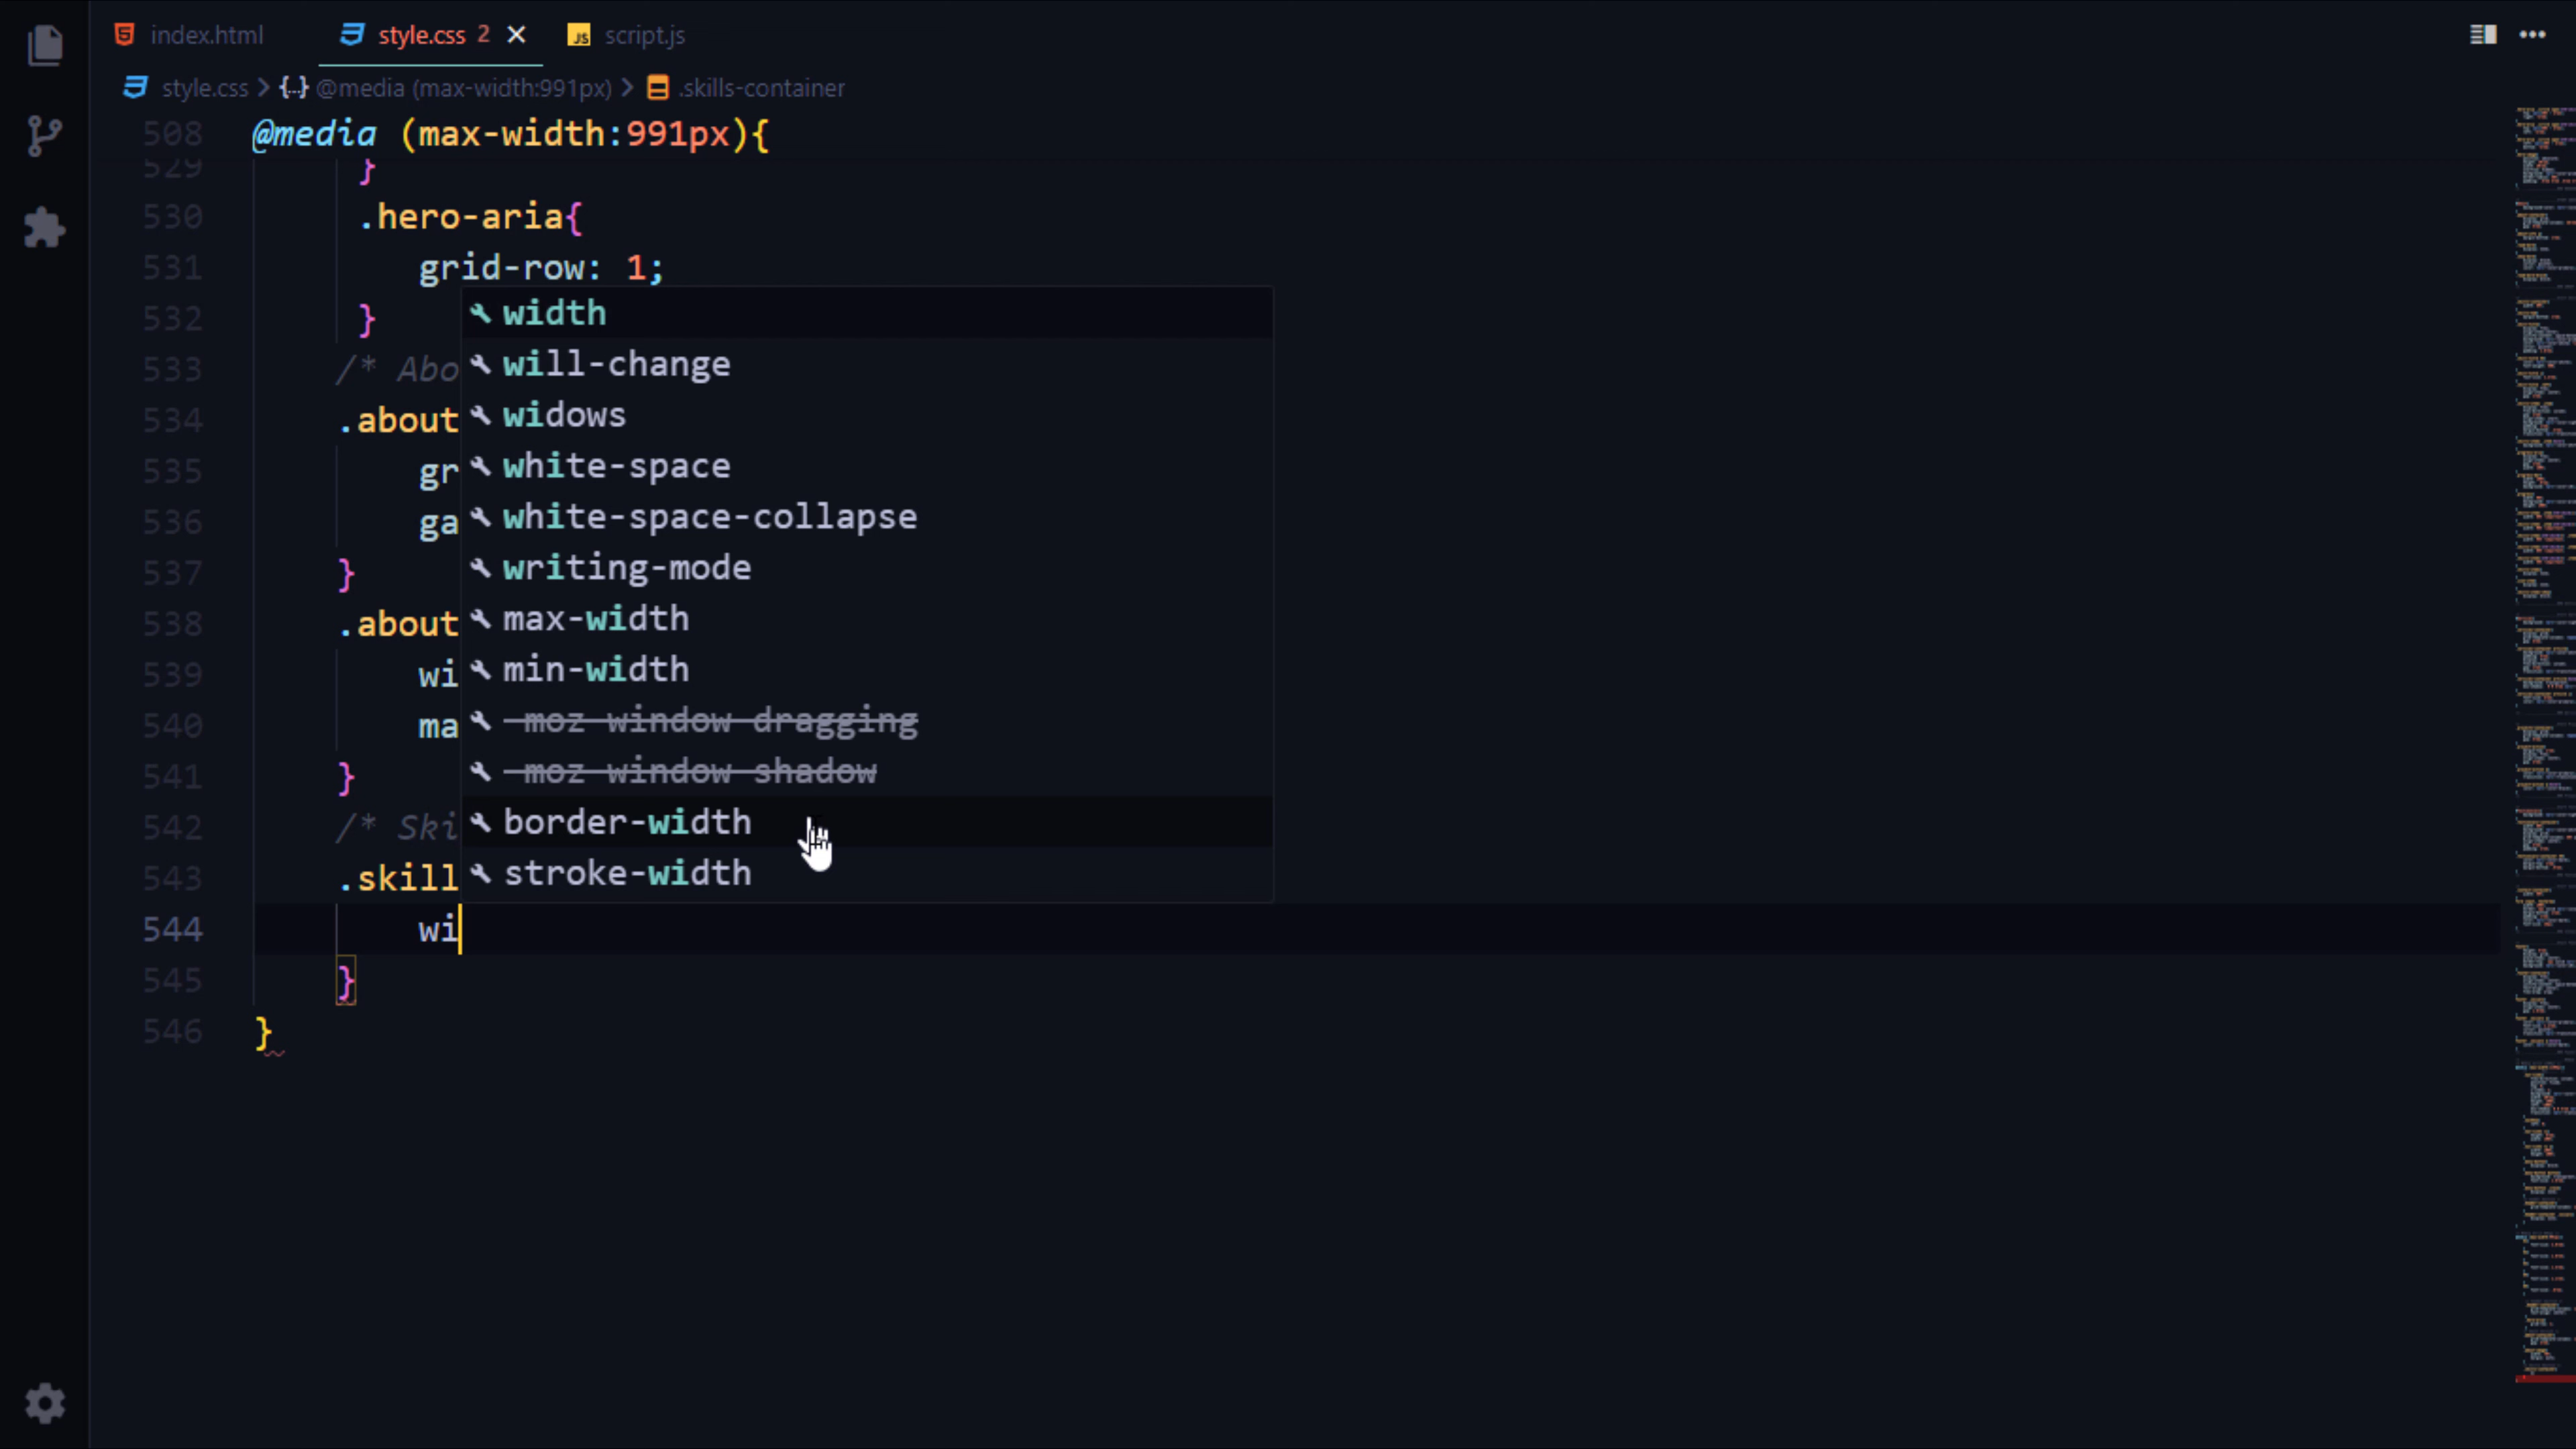 index.html style.css 2 script.js
style.css > {...} @media (max-width:991px) > .skills-container
508 @media (max-width:991px){
529 }
530 .hero-aria{
531 grid-row: 1;
width
532 }
will-change
533 /* Abo
widows
534 .about
white-space
535 gr
white-space-collapse
536 ga
writing-mode
537 }
max-width
538 .about
min-width
539 wi
-moz-window-dragging
540 ma
-moz-window-shadow
541 }
border-width
542 /* Ski
stroke-width
543 .skill
544 wi
545 }
546 }